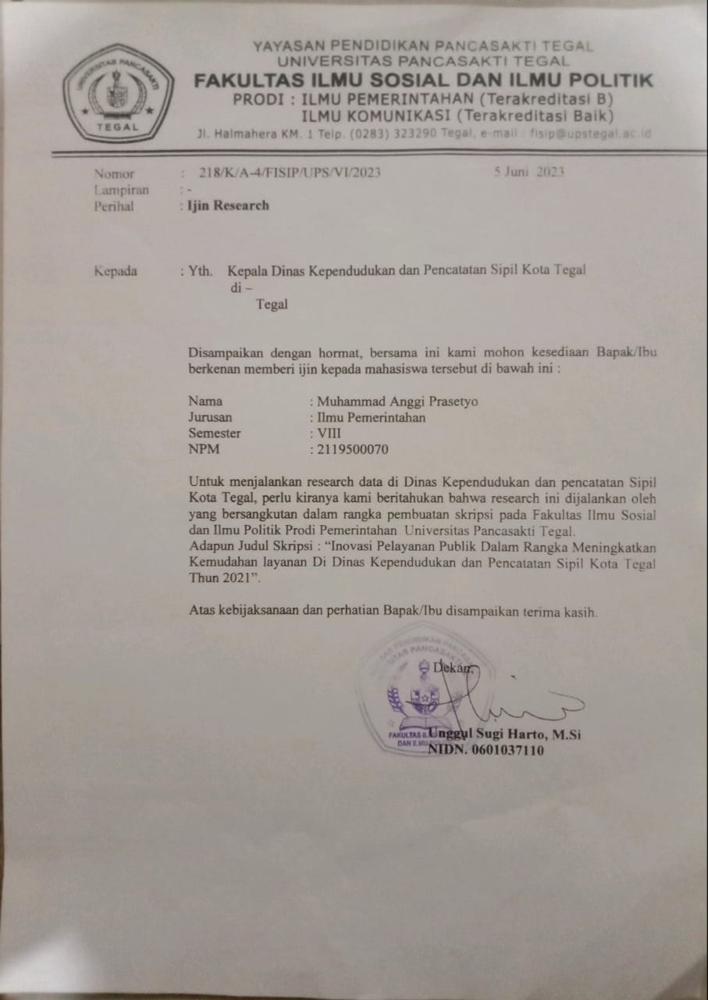 YAYASAN PENDIDIKAN PANCASAKTI TEGAL
UNIVERSITAS PANCASAKTI TEGAL
FAKULTAS ILMU SOSIAL DAN ILMU POLITIK
PRODI : ILMU PEMERINTAHAN (Terakreditasi B)
ILMU KOMUNIKASI (Terakreditasi Baik)
Jl. Halmahera KM. 1 Telp. (0283) 323290 Tegal, e-mail : fisip@upstegal.ac.id
UNIVERSITAS PANCASAKTI
TEGAL
Nomor : 218/K/A-4/FISIP/UPS/VI/2023 5 Juni 2023
Lampiran : -
Perihal : Ijin Research
Kepada : Yth. Kepala Dinas Kependudukan dan Pencatatan Sipil Kota Tegal
di –
Tegal
Disampaikan dengan hormat, bersama ini kami mohon kesediaan Bapak/Ibu
berkenan memberi ijin kepada mahasiswa tersebut di bawah ini :
Nama : Muhammad Anggi Prasetyo
Jurusan : Ilmu Pemerintahan
Semester : VIII
NPM : 2119500070
Untuk menjalankan research data di Dinas Kependudukan dan pencatatan Sipil
Kota Tegal, perlu kiranya kami beritahukan bahwa research ini dijalankan oleh
yang bersangkutan dalam rangka pembuatan skripsi pada Fakultas Ilmu Sosial
dan Ilmu Politik Prodi Pemerintahan Universitas Pancasakti Tegal.
Adapun Judul Skripsi : “Inovasi Pelayanan Publik Dalam Rangka Meningkatkan
Kemudahan layanan Di Dinas Kependudukan dan Pencatatan Sipil Kota Tegal
Thun 2021”.
Atas kebijaksanaan dan perhatian Bapak/Ibu disampaikan terima kasih.
Dekan,
PENDIDIKAN
PANCASAKTI
FAKULTAS
DAN
Unggul Sugi Harto, M.Si
NIDN. 0601037110